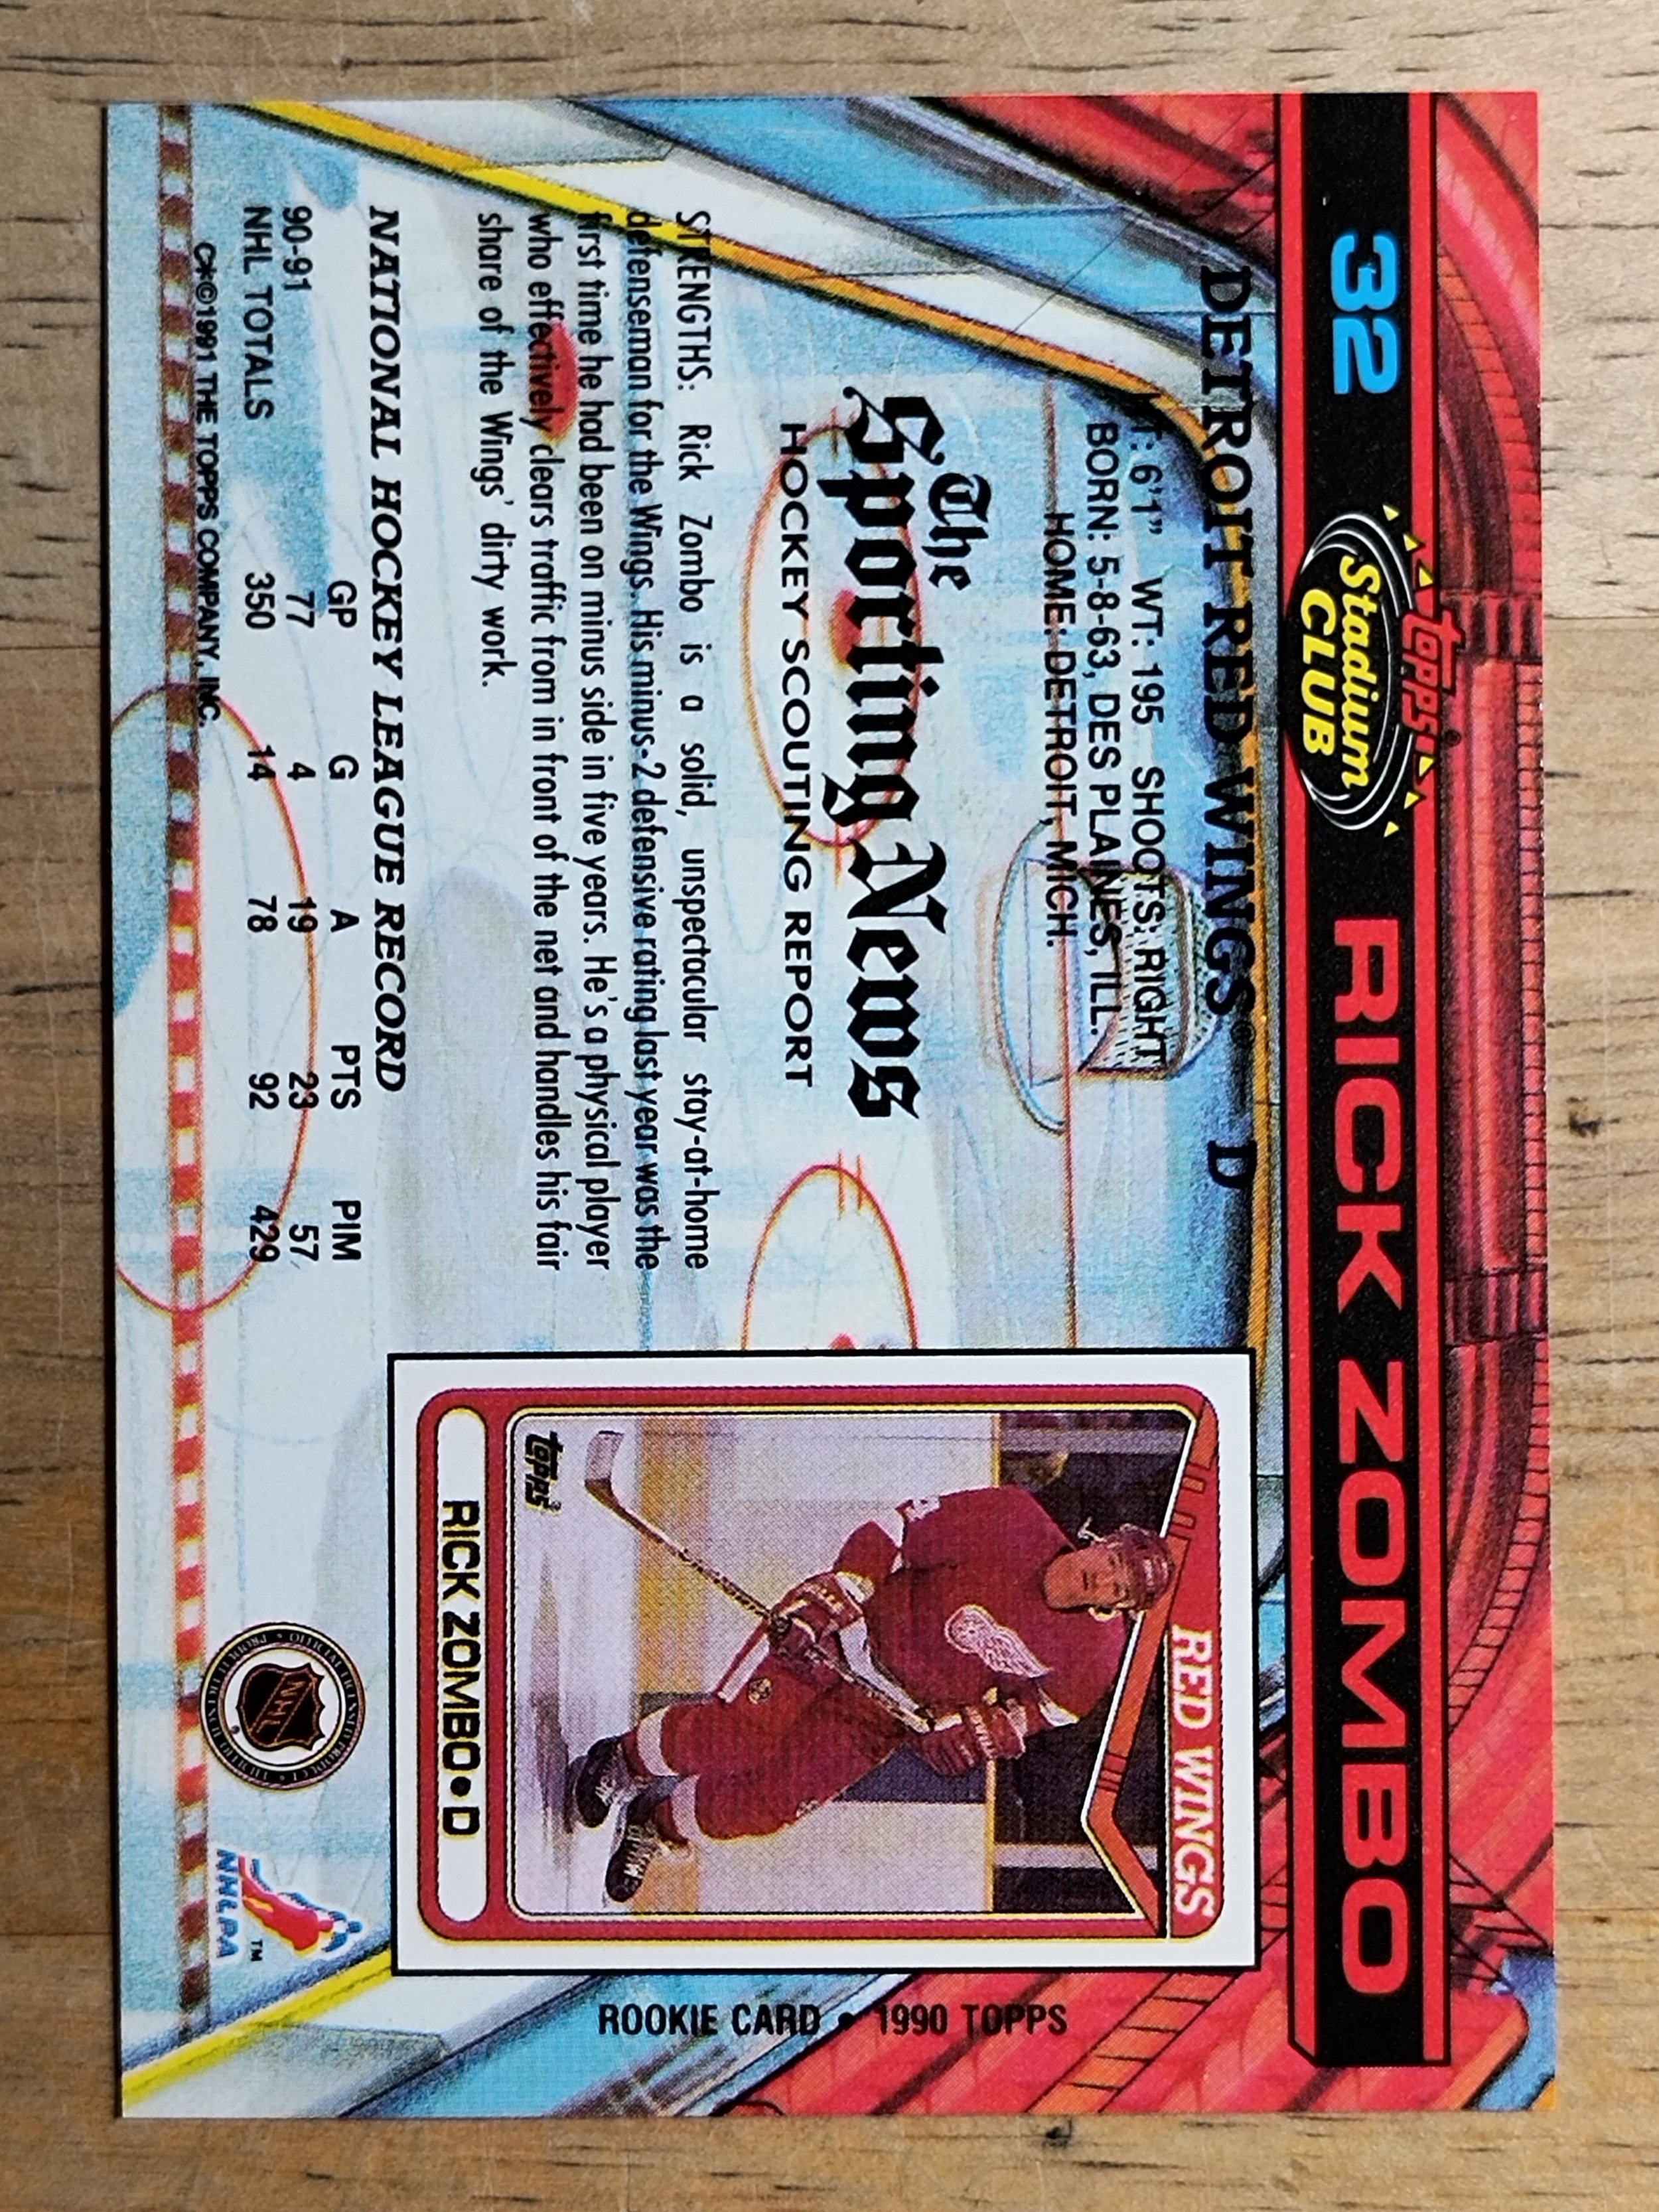 32
topps®
Stadium
CLUB
RICK ZOMBO
DETROIT RED WINGS® D
HT: 6'1" WT: 195 SHOOTS: RIGHT
BORN: 5-8-63, DES PLAINES, ILL.
HOME: DETROIT, MICH.
The
Sporting News
HOCKEY SCOUTING REPORT
STRENGTHS: Rick Zombo is a solid, unspectacular stay-at-home
defenseman for the Wings. His minus-2 defensive rating last year was the
first time he had been on minus side in five years. He's a physical player
who effectively clears traffic from in front of the net and handles his fair
share of the Wings' dirty work.
NATIONAL HOCKEY LEAGUE RECORD
GP G A PTS PIM
90-91 77 4 19 23 57
NHL TOTALS 350 14 78 92 429
C*©1991 THE TOPPS COMPANY, INC.
RED WINGS
topps
RICK ZOMBO • D
ROOKIE CARD • 1990 TOPPS
OFFICIAL LICENSED PRODUCT
NHL
NHLPA™